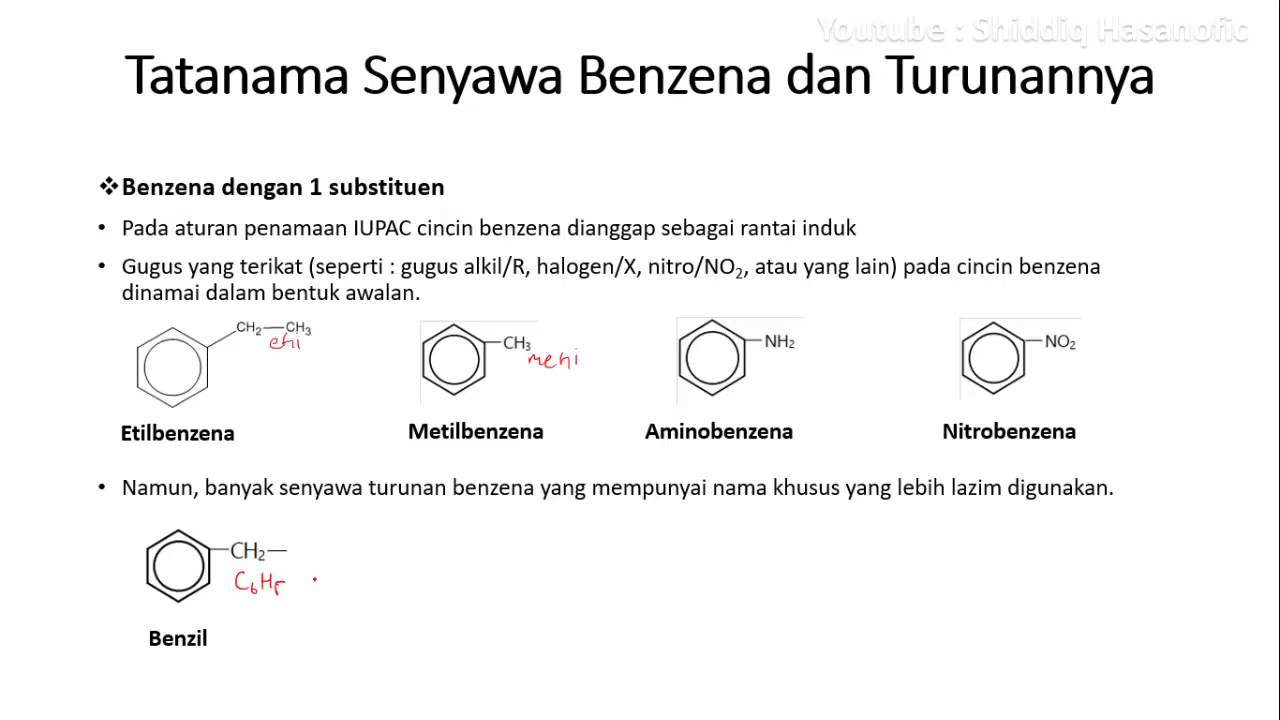 Youtube : Shiddiq Hasanofic
Tatanama Senyawa Benzena dan Turunannya
❖Benzena dengan 1 substituen
• Pada aturan penamaan IUPAC cincin benzena dianggap sebagai rantai induk
• Gugus yang terikat (seperti : gugus alkil/R, halogen/X, nitro/NO₂, atau yang lain) pada cincin benzena
dinamai dalam bentuk awalan.
CH₂—CH₃
etil
CH₃
metil
NH₂
NO₂
Etilbenzena
Metilbenzena
Aminobenzena
Nitrobenzena
• Namun, banyak senyawa turunan benzena yang mempunyai nama khusus yang lebih lazim digunakan.
CH₂—
C₆H₅
Benzil